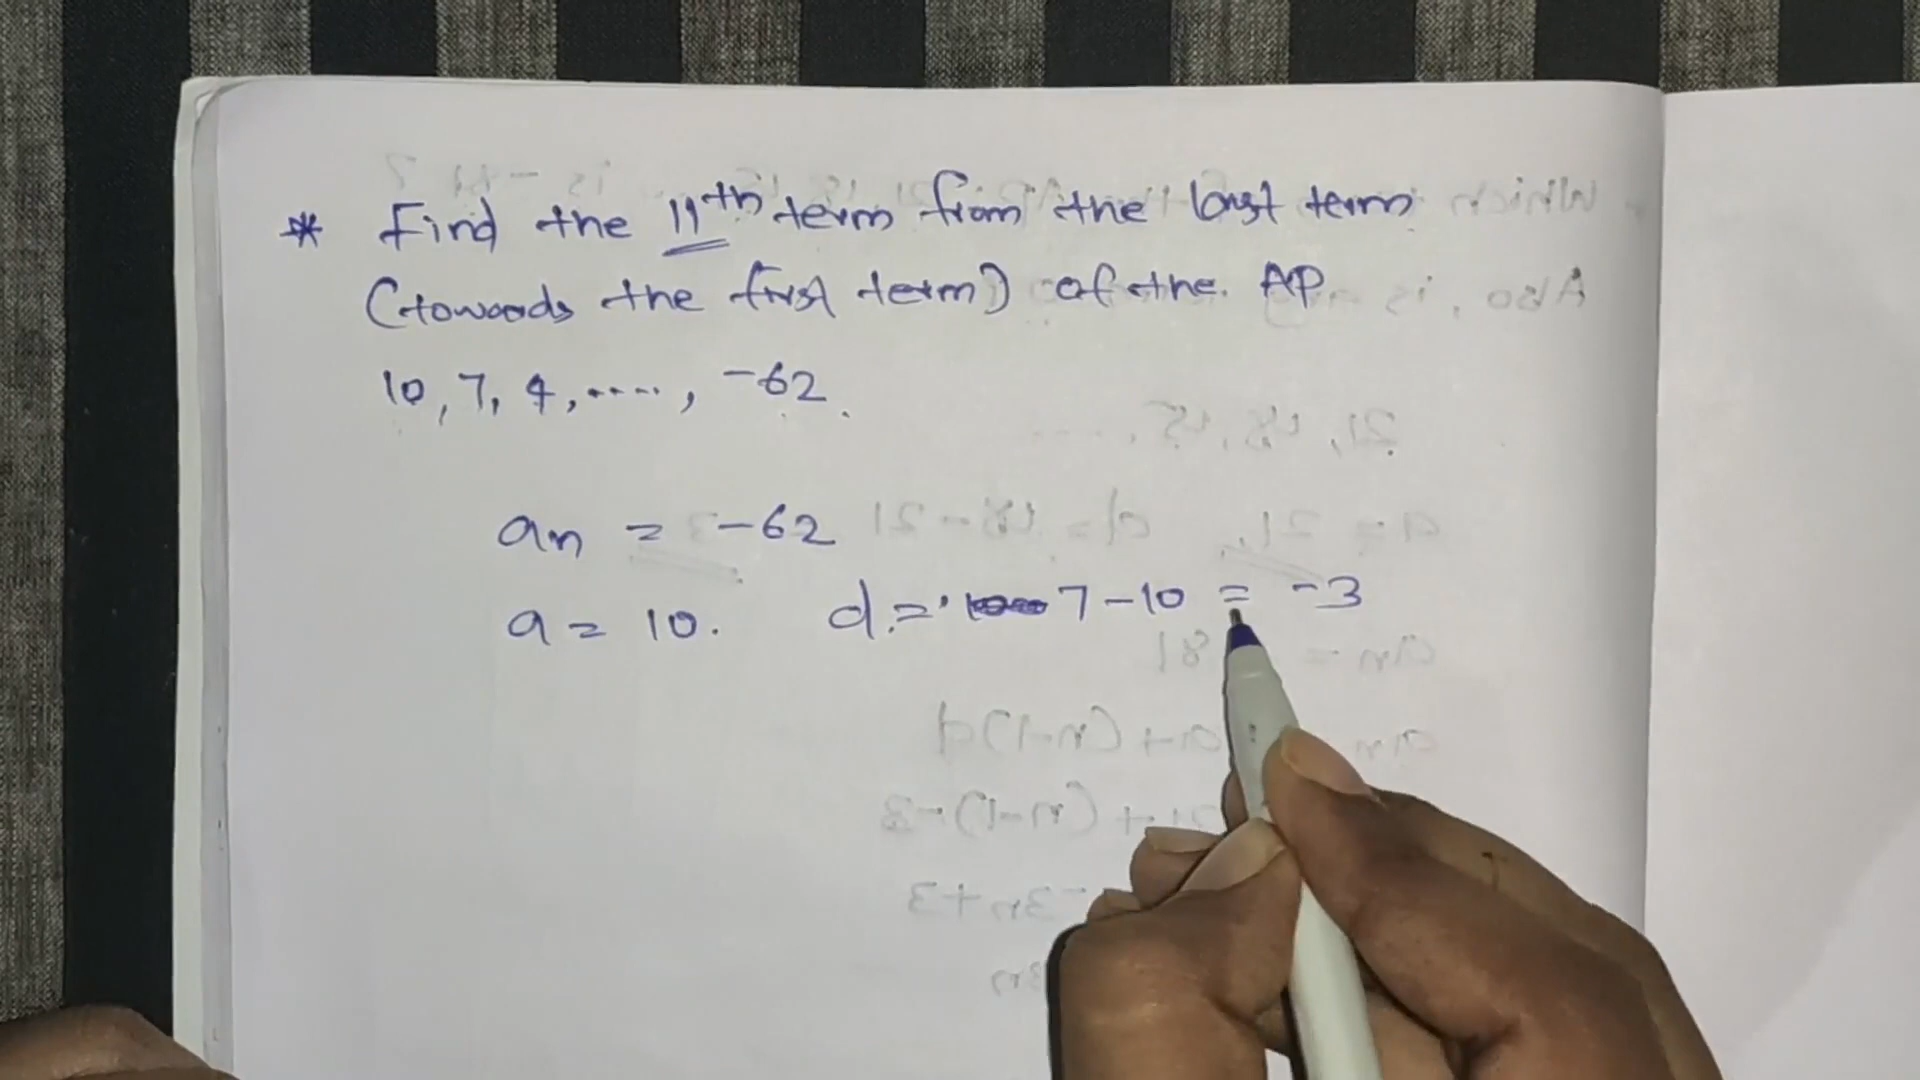 * Find the 11th term from the last term
(towards the first term) of the AP
10, 7, 4, ...., -62.
an = -62
a = 10. d = 7 - 10 = -3